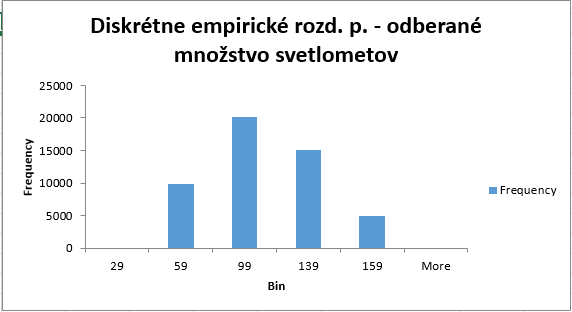 Diskrétne empirické rozd. p. - odberané
množstvo svetlometov
25000
20000
15000
10000
5000
0
Frequency
29 59 99 139 159 More
Bin
Frequency